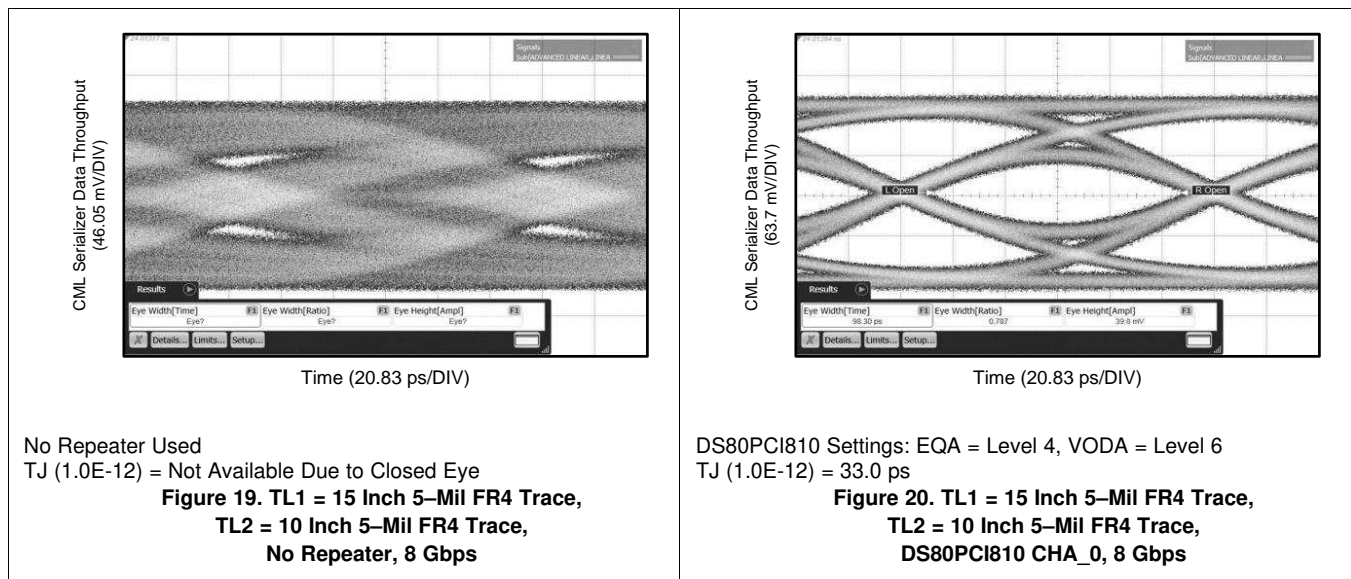 24.01317 ns
Signals
Sub[ADVANCED LINEAR,LINEA
CML Serializer Data Throughput
(46.05 mV/DIV)
Results
Eye Width[Time] F1 Eye Width[Ratio] F1 Eye Height[Ampl] F1
Eye? Eye? Eye?
Details... Limits... Setup...
Time (20.83 ps/DIV)
No Repeater Used
TJ (1.0E-12) = Not Available Due to Closed Eye
Figure 19. TL1 = 15 Inch 5–Mil FR4 Trace,
TL2 = 10 Inch 5–Mil FR4 Trace,
No Repeater, 8 Gbps
Signals
Sub[ADVANCED LINEAR,LINEA
CML Serializer Data Throughput
(63.7 mV/DIV)
L Open
R Open
Results
Eye Width[Time] F1 Eye Width[Ratio] F1 Eye Height[Ampl] F1
98.30 ps 0.787 39.8 mV
Details... Limits... Setup...
Time (20.83 ps/DIV)
DS80PCI810 Settings: EQA = Level 4, VODA = Level 6
TJ (1.0E-12) = 33.0 ps
Figure 20. TL1 = 15 Inch 5–Mil FR4 Trace,
TL2 = 10 Inch 5–Mil FR4 Trace,
DS80PCI810 CHA_0, 8 Gbps